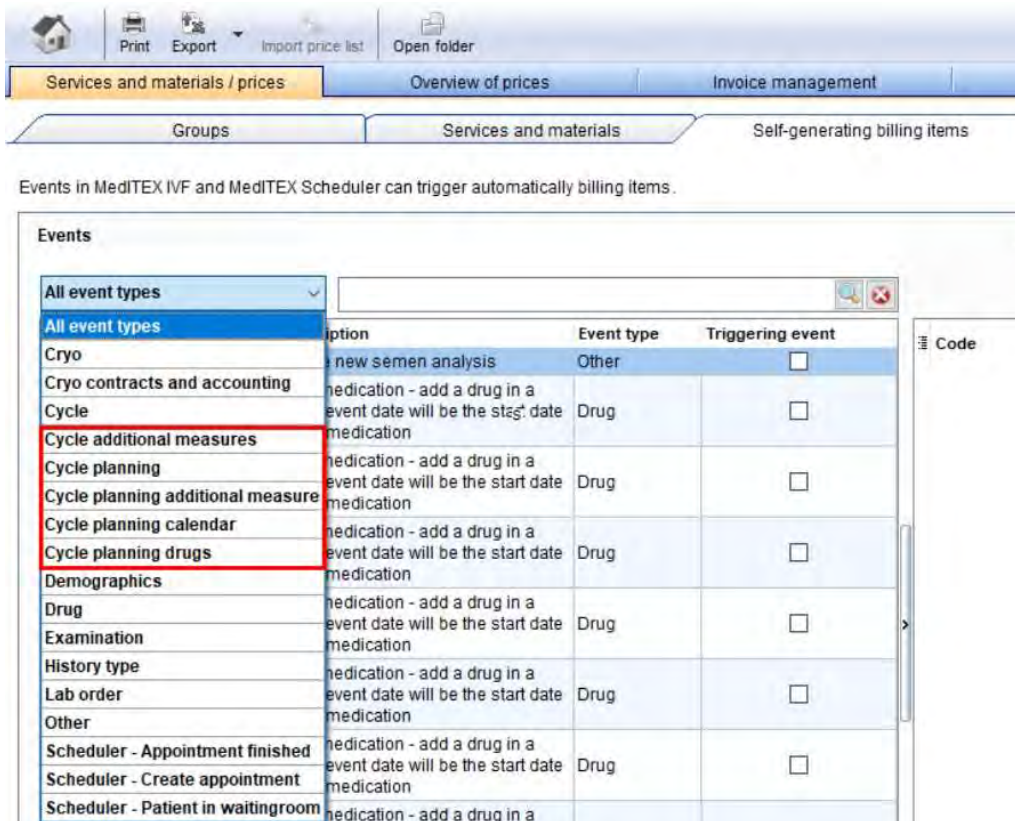 Print Export Import price list Open folder
Services and materials / prices Overview of prices Invoice management
Groups Services and materials Self-generating billing items
Events in MedITEX IVF and MedITEX Scheduler can trigger automatically billing items.
Events
All event types
All event types
Cryo
Cryo contracts and accounting
Cycle
Cycle additional measures
Cycle planning
Cycle planning additional measure
Cycle planning calendar
Cycle planning drugs
Demographics
Drug
Examination
History type
Lab order
Other
Scheduler - Appointment finished
Scheduler - Create appointment
Scheduler - Patient in waitingroom
iption Event type Triggering event
new semen analysis Other
nedication - add a drug in a
event date will be the start date Drug
medication
nedication - add a drug in a
event date will be the start date Drug
medication
nedication - add a drug in a
event date will be the start date Drug
medication
nedication - add a drug in a
event date will be the start date Drug
medication
nedication - add a drug in a
event date will be the start date Drug
medication
nedication - add a drug in a
event date will be the start date Drug
medication
nedication - add a drug in a
Code